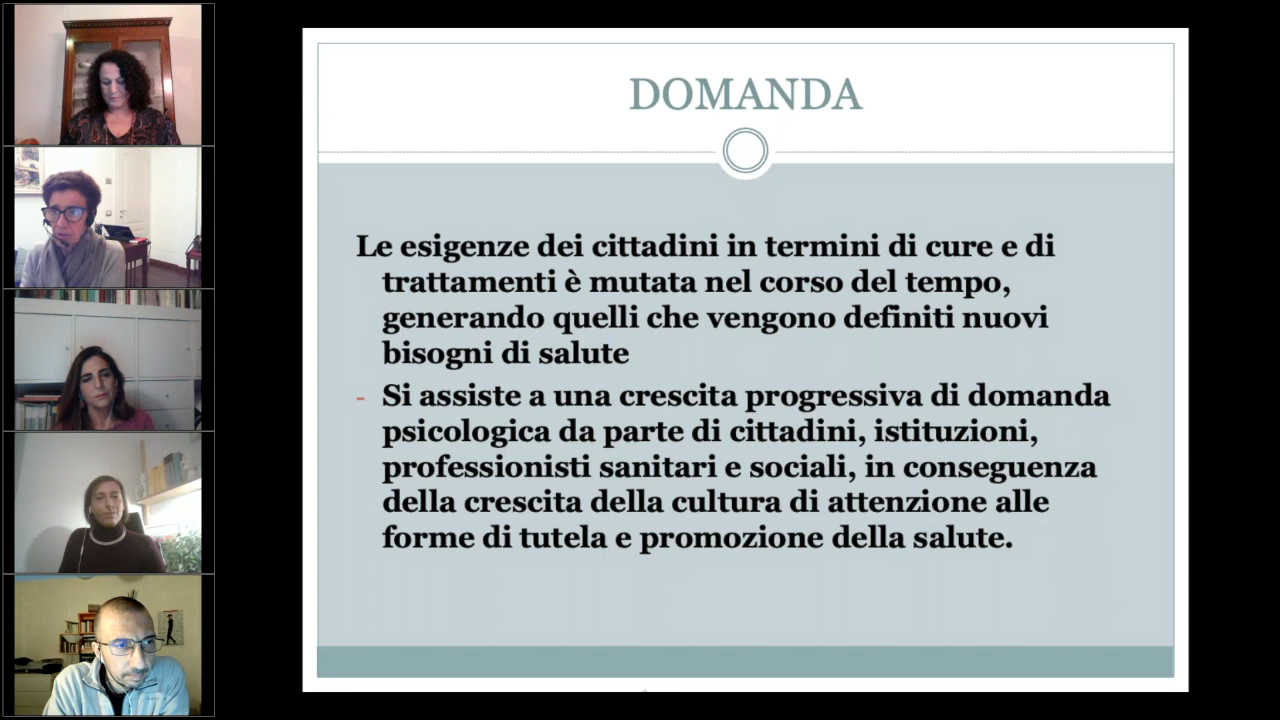 DOMANDA
Le esigenze dei cittadini in termini di cure e di
trattamenti è mutata nel corso del tempo,
generando quelli che vengono definiti nuovi
bisogni di salute
- Si assiste a una crescita progressiva di domanda
psicologica da parte di cittadini, istituzioni,
professionisti sanitari e sociali, in conseguenza
della crescita della cultura di attenzione alle
forme di tutela e promozione della salute.